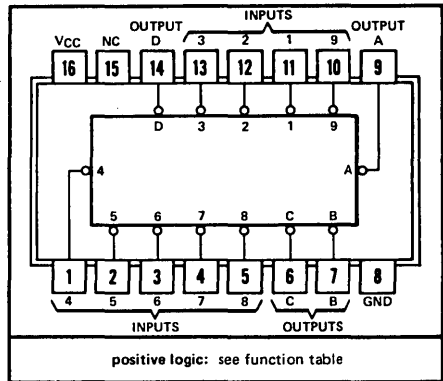 INPUTS
OUTPUT OUTPUT
VCC NC D 3 2 1 9 A
16 15 14 13 12 11 10 9
D 3 2 1 9
4 A
5 6 7 8 C B
1 2 3 4 5 6 7 8
4 5 6 7 8 C B GND
INPUTS OUTPUTS
positive logic: see function table